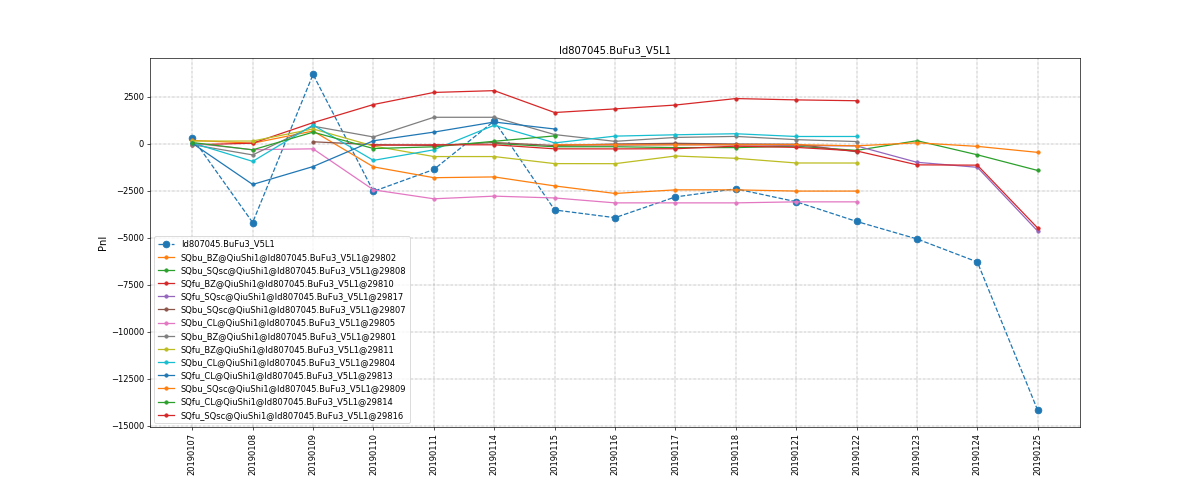 Id807045.BuFu3_V5L1
Pnl
2500
0
−2500
−5000
−7500
−10000
−12500
−15000
Id807045.BuFu3_V5L1
SQbu_BZ@QiuShi1@Id807045.BuFu3_V5L1@29802
SQbu_SQsc@QiuShi1@Id807045.BuFu3_V5L1@29808
SQfu_BZ@QiuShi1@Id807045.BuFu3_V5L1@29810
SQfu_SQsc@QiuShi1@Id807045.BuFu3_V5L1@29817
SQbu_SQsc@QiuShi1@Id807045.BuFu3_V5L1@29807
SQbu_CL@QiuShi1@Id807045.BuFu3_V5L1@29805
SQbu_BZ@QiuShi1@Id807045.BuFu3_V5L1@29801
SQfu_BZ@QiuShi1@Id807045.BuFu3_V5L1@29811
SQbu_CL@QiuShi1@Id807045.BuFu3_V5L1@29804
SQfu_CL@QiuShi1@Id807045.BuFu3_V5L1@29813
SQbu_SQsc@QiuShi1@Id807045.BuFu3_V5L1@29809
SQfu_CL@QiuShi1@Id807045.BuFu3_V5L1@29814
SQfu_SQsc@QiuShi1@Id807045.BuFu3_V5L1@29816
20190107
20190108
20190109
20190110
20190111
20190114
20190115
20190116
20190117
20190118
20190121
20190122
20190123
20190124
20190125